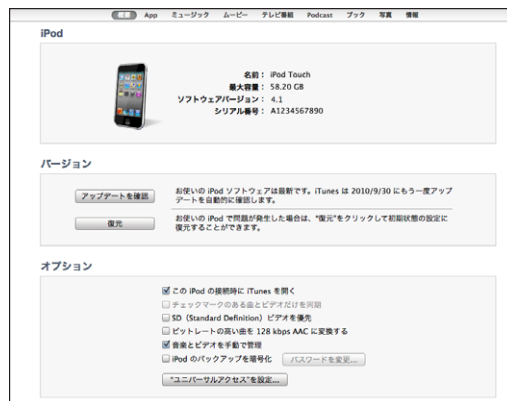 概要 App ミュージック ムービー テレビ番組 Podcast ブック 写真 情報
iPod
名前： iPod Touch
最大容量： 58.20 GB
ソフトウェアバージョン： 4.1
シリアル番号： A1234567890
バージョン
アップデートを確認
お使いの iPod ソフトウェアは最新です。iTunes は 2010/9/30 にもう一度アップ
デートを自動的に確認します。
復元
お使いの iPod で問題が発生した場合は、“復元”をクリックして初期状態の設定に
復元することができます。
オプション
この iPod の接続時に iTunes を開く
チェックマークのある曲とビデオだけを同期
SD（Standard Definition）ビデオを優先
ビットレートの高い曲を 128 kbps AAC に変換する
音楽とビデオを手動で管理
iPod のバックアップを暗号化 パスワードを変更...
“ユニバーサルアクセス”を設定...